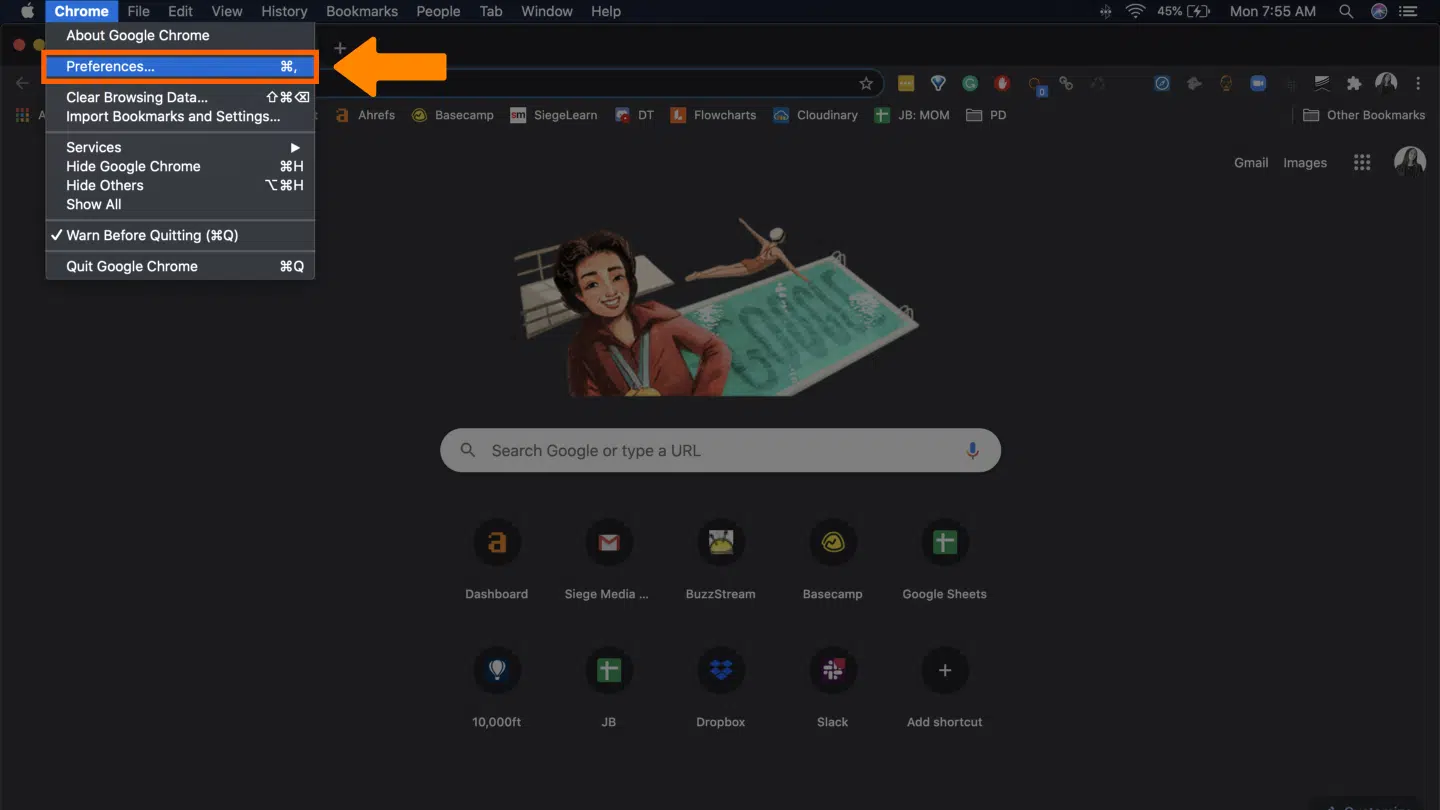 Chrome File Edit View History Bookmarks People Tab Window Help 45% Mon 7:55 AM
About Google Chrome
Preferences... ⌘,
Clear Browsing Data... ⇧⌘⌫
Import Bookmarks and Settings...
Services ▶
Hide Google Chrome ⌘H
Hide Others ⌥⌘H
Show All
✓ Warn Before Quitting (⌘Q)
Quit Google Chrome ⌘Q
0
A
t Ahrefs Basecamp sm SiegeLearn DT Flowcharts Cloudinary JB: MOM PD Other Bookmarks
Gmail Images
GOOGLE
Search Google or type a URL
Dashboard Siege Media ... BuzzStream Basecamp Google Sheets
10,000ft JB Dropbox Slack Add shortcut